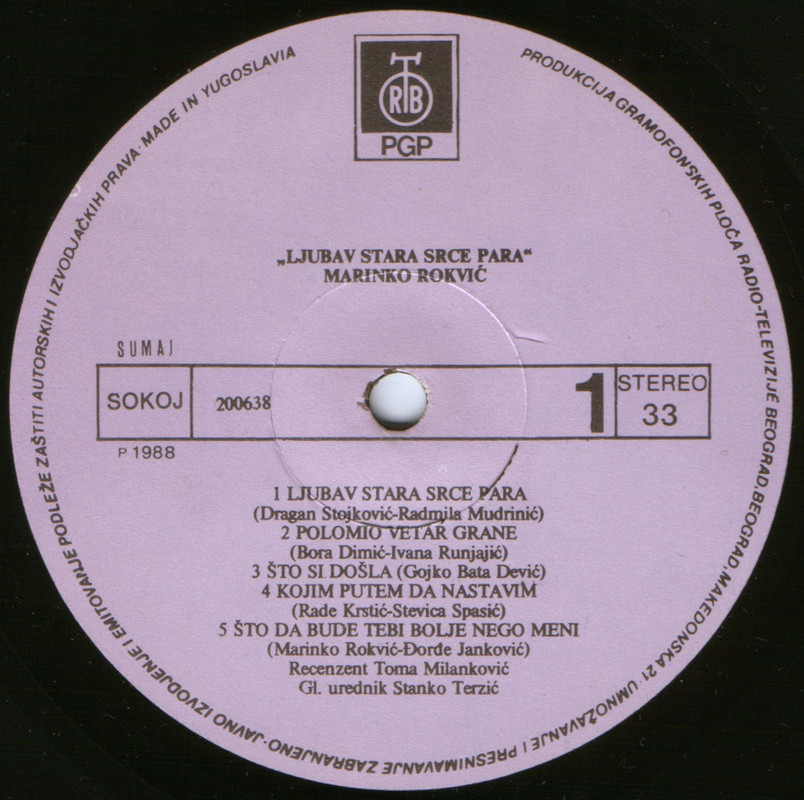 RTB
PGP
PRODUKCIJA GRAMOFONSKIH PLOČA RADIO-TELEVIZIJE BEOGRAD, BEOGRAD, MAKEDONSKA 21 · UMNOŽAVANJE I PRESNIMAVANJE ZABRANJENO · JAVNO IZVODJENJE I EMITOVANJE PODLEŽE ZAŠTITI AUTORSKIH I IZVODJAČKIH PRAVA · MADE IN YUGOSLAVIA
„LJUBAV STARA SRCE PARA“
MARINKO ROKVIĆ
SUMAJ
SOKOJ 200638 1 STEREO
33
P 1988
1 LJUBAV STARA SRCE PARA
(Dragan Stojković-Radmila Mudrinić)
2 POLOMIO VETAR GRANE
(Bora Dimić-Ivana Runjajić)
3 ŠTO SI DOŠLA (Gojko Bata Dević)
4 KOJIM PUTEM DA NASTAVIM
(Rade Krstić-Stevica Spasić)
5 ŠTO DA BUDE TEBI BOLJE NEGO MENI
(Marinko Rokvić-Đorđe Janković)
Recenzent Toma Milanković
Gl. urednik Stanko Terzić